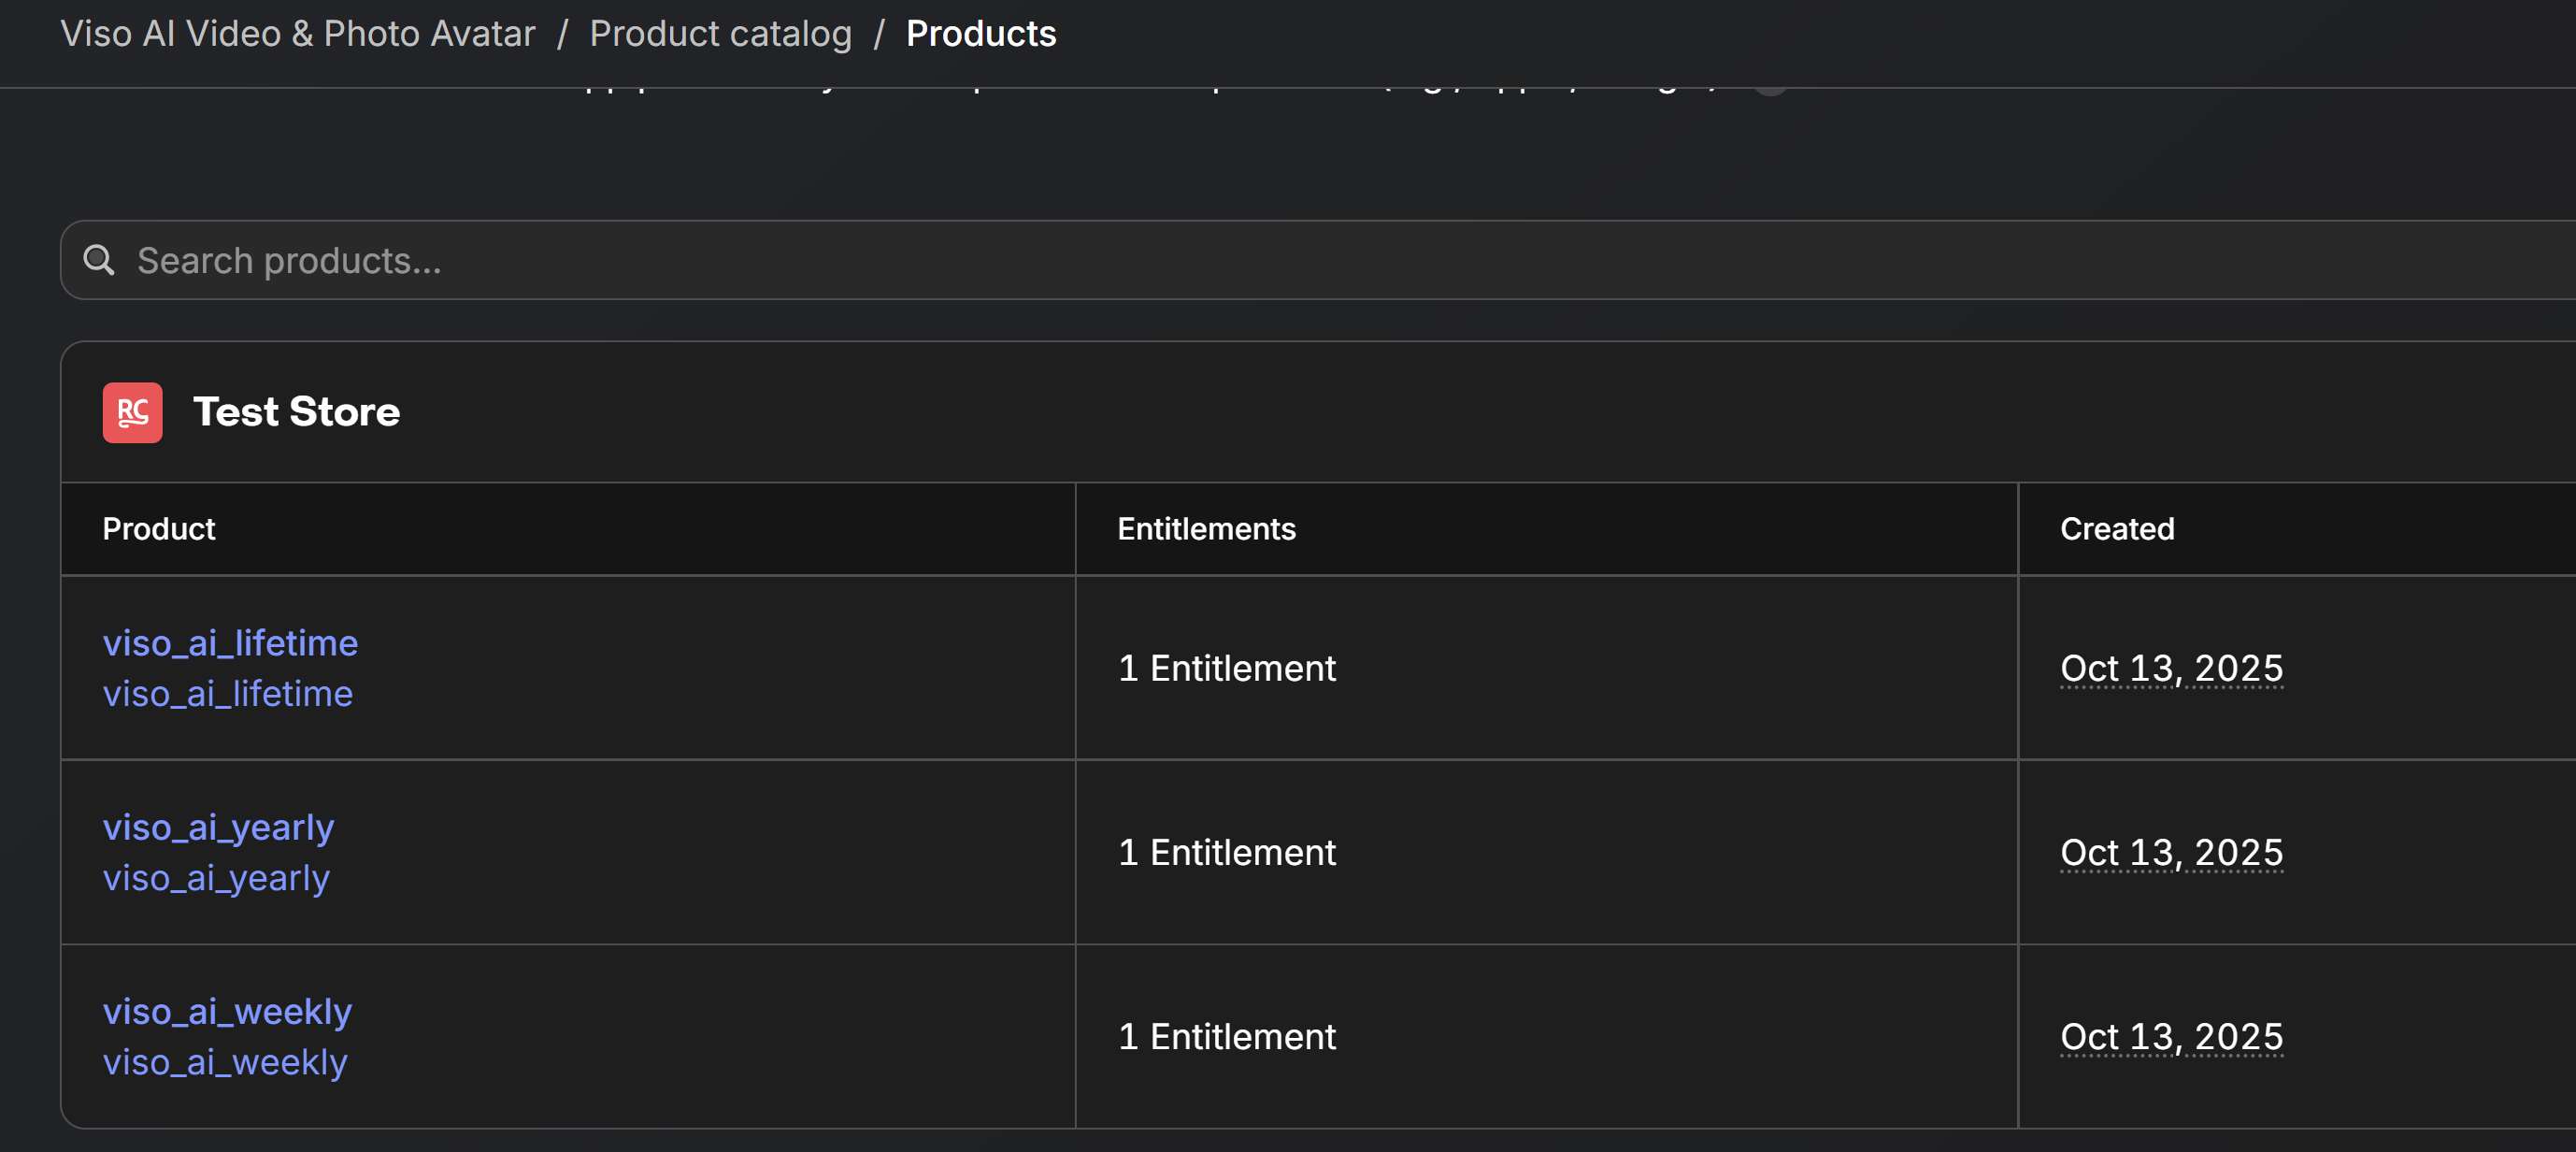 Viso AI Video & Photo Avatar / Product catalog / Products
Search products...
RC Test Store
Product Entitlements Created
viso_ai_lifetime
viso_ai_lifetime
1 Entitlement
Oct 13, 2025
viso_ai_yearly
viso_ai_yearly
1 Entitlement
Oct 13, 2025
viso_ai_weekly
viso_ai_weekly
1 Entitlement
Oct 13, 2025